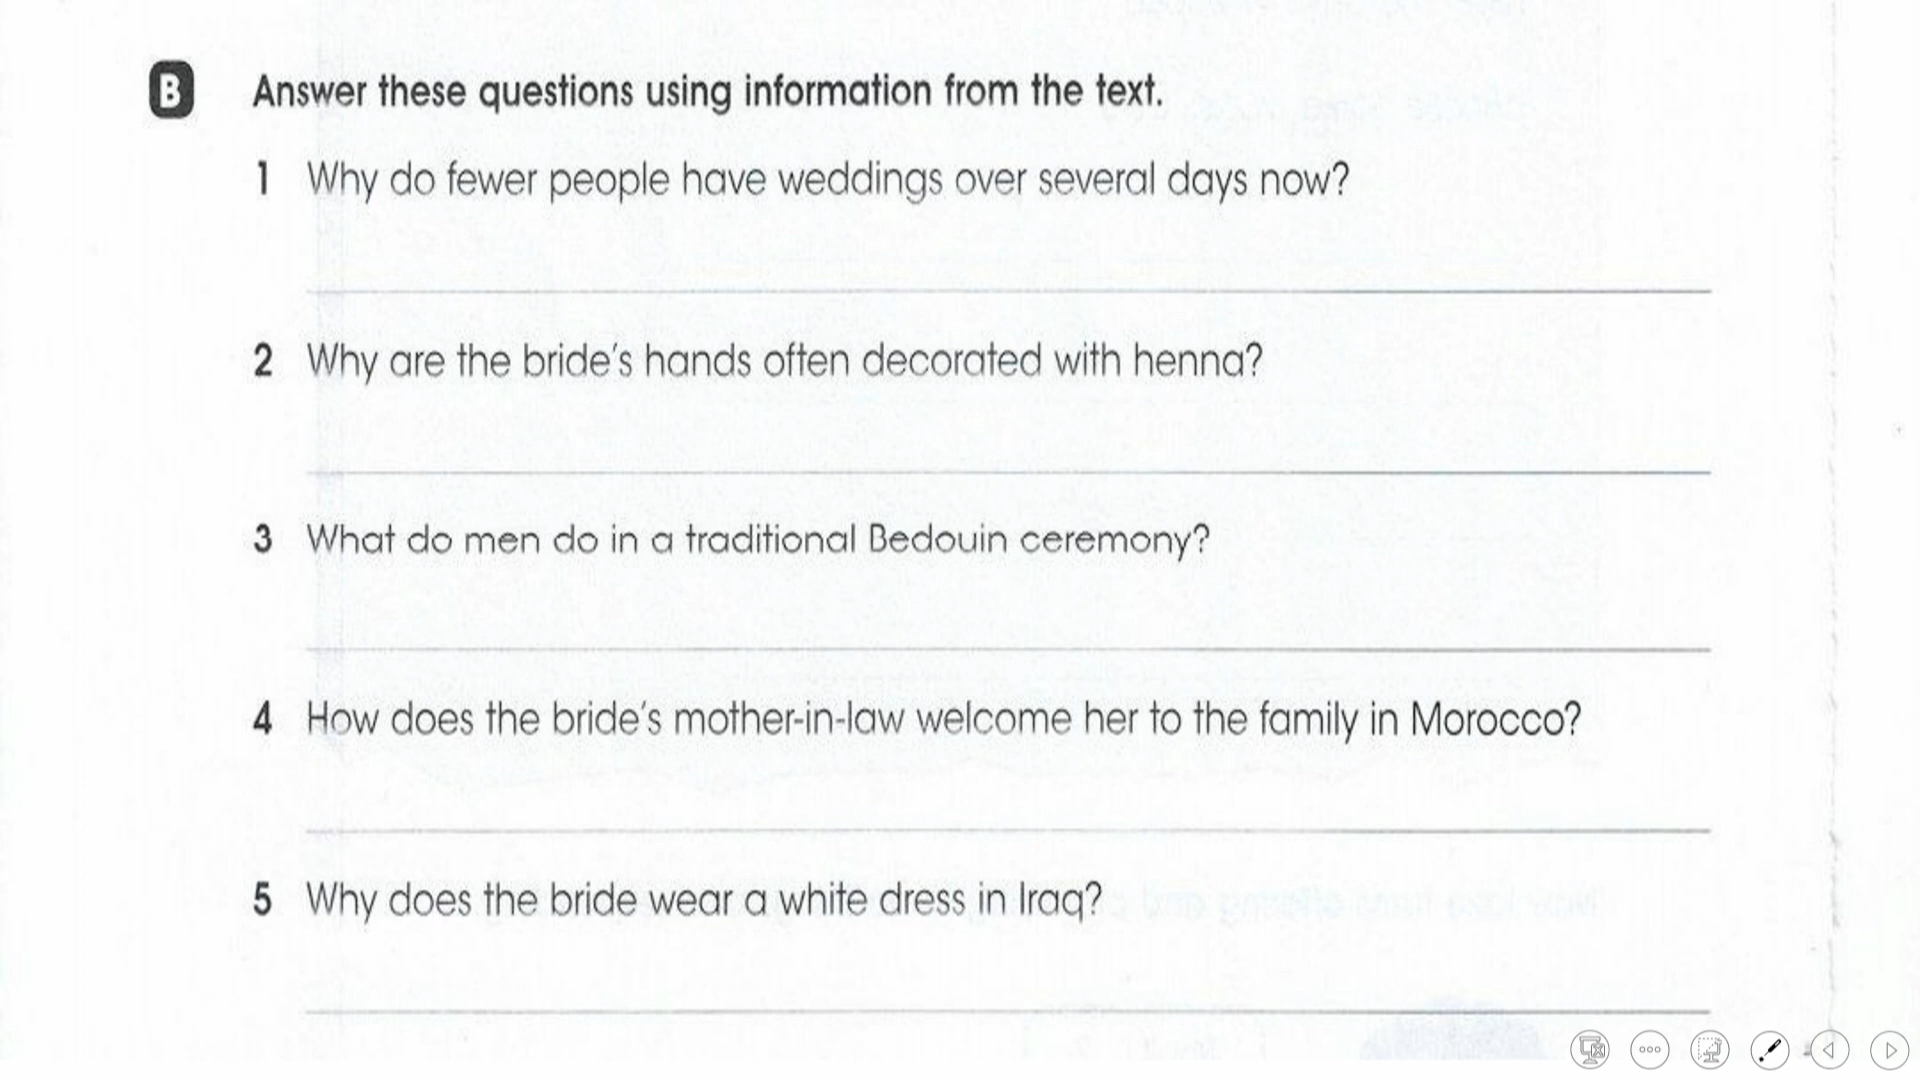 B Answer these questions using information from the text.
1 Why do fewer people have weddings over several days now?
2 Why are the bride's hands often decorated with henna?
3 What do men do in a traditional Bedouin ceremony?
4 How does the bride's mother-in-law welcome her to the family in Morocco?
5 Why does the bride wear a white dress in Iraq?